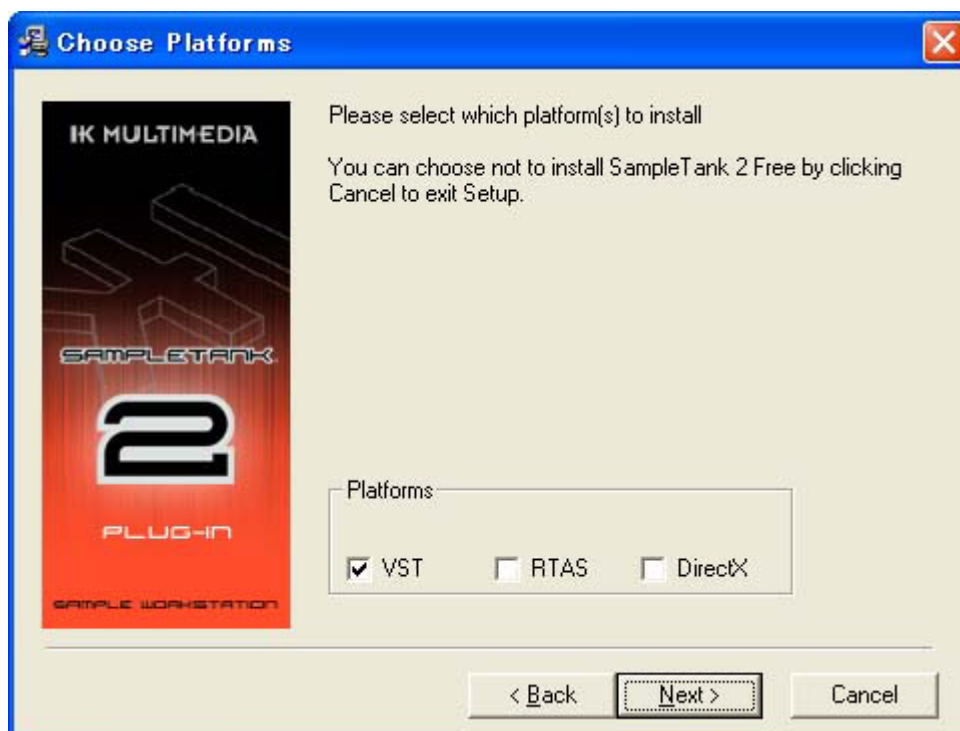 Choose Platforms
IK MULTIMEDIA
SAMPLETANK
2
PLUG-IN
SAMPLE WORKSTATION
Please select which platform(s) to install
You can choose not to install SampleTank 2 Free by clicking
Cancel to exit Setup.
Platforms
VST RTAS DirectX
< Back Next > Cancel